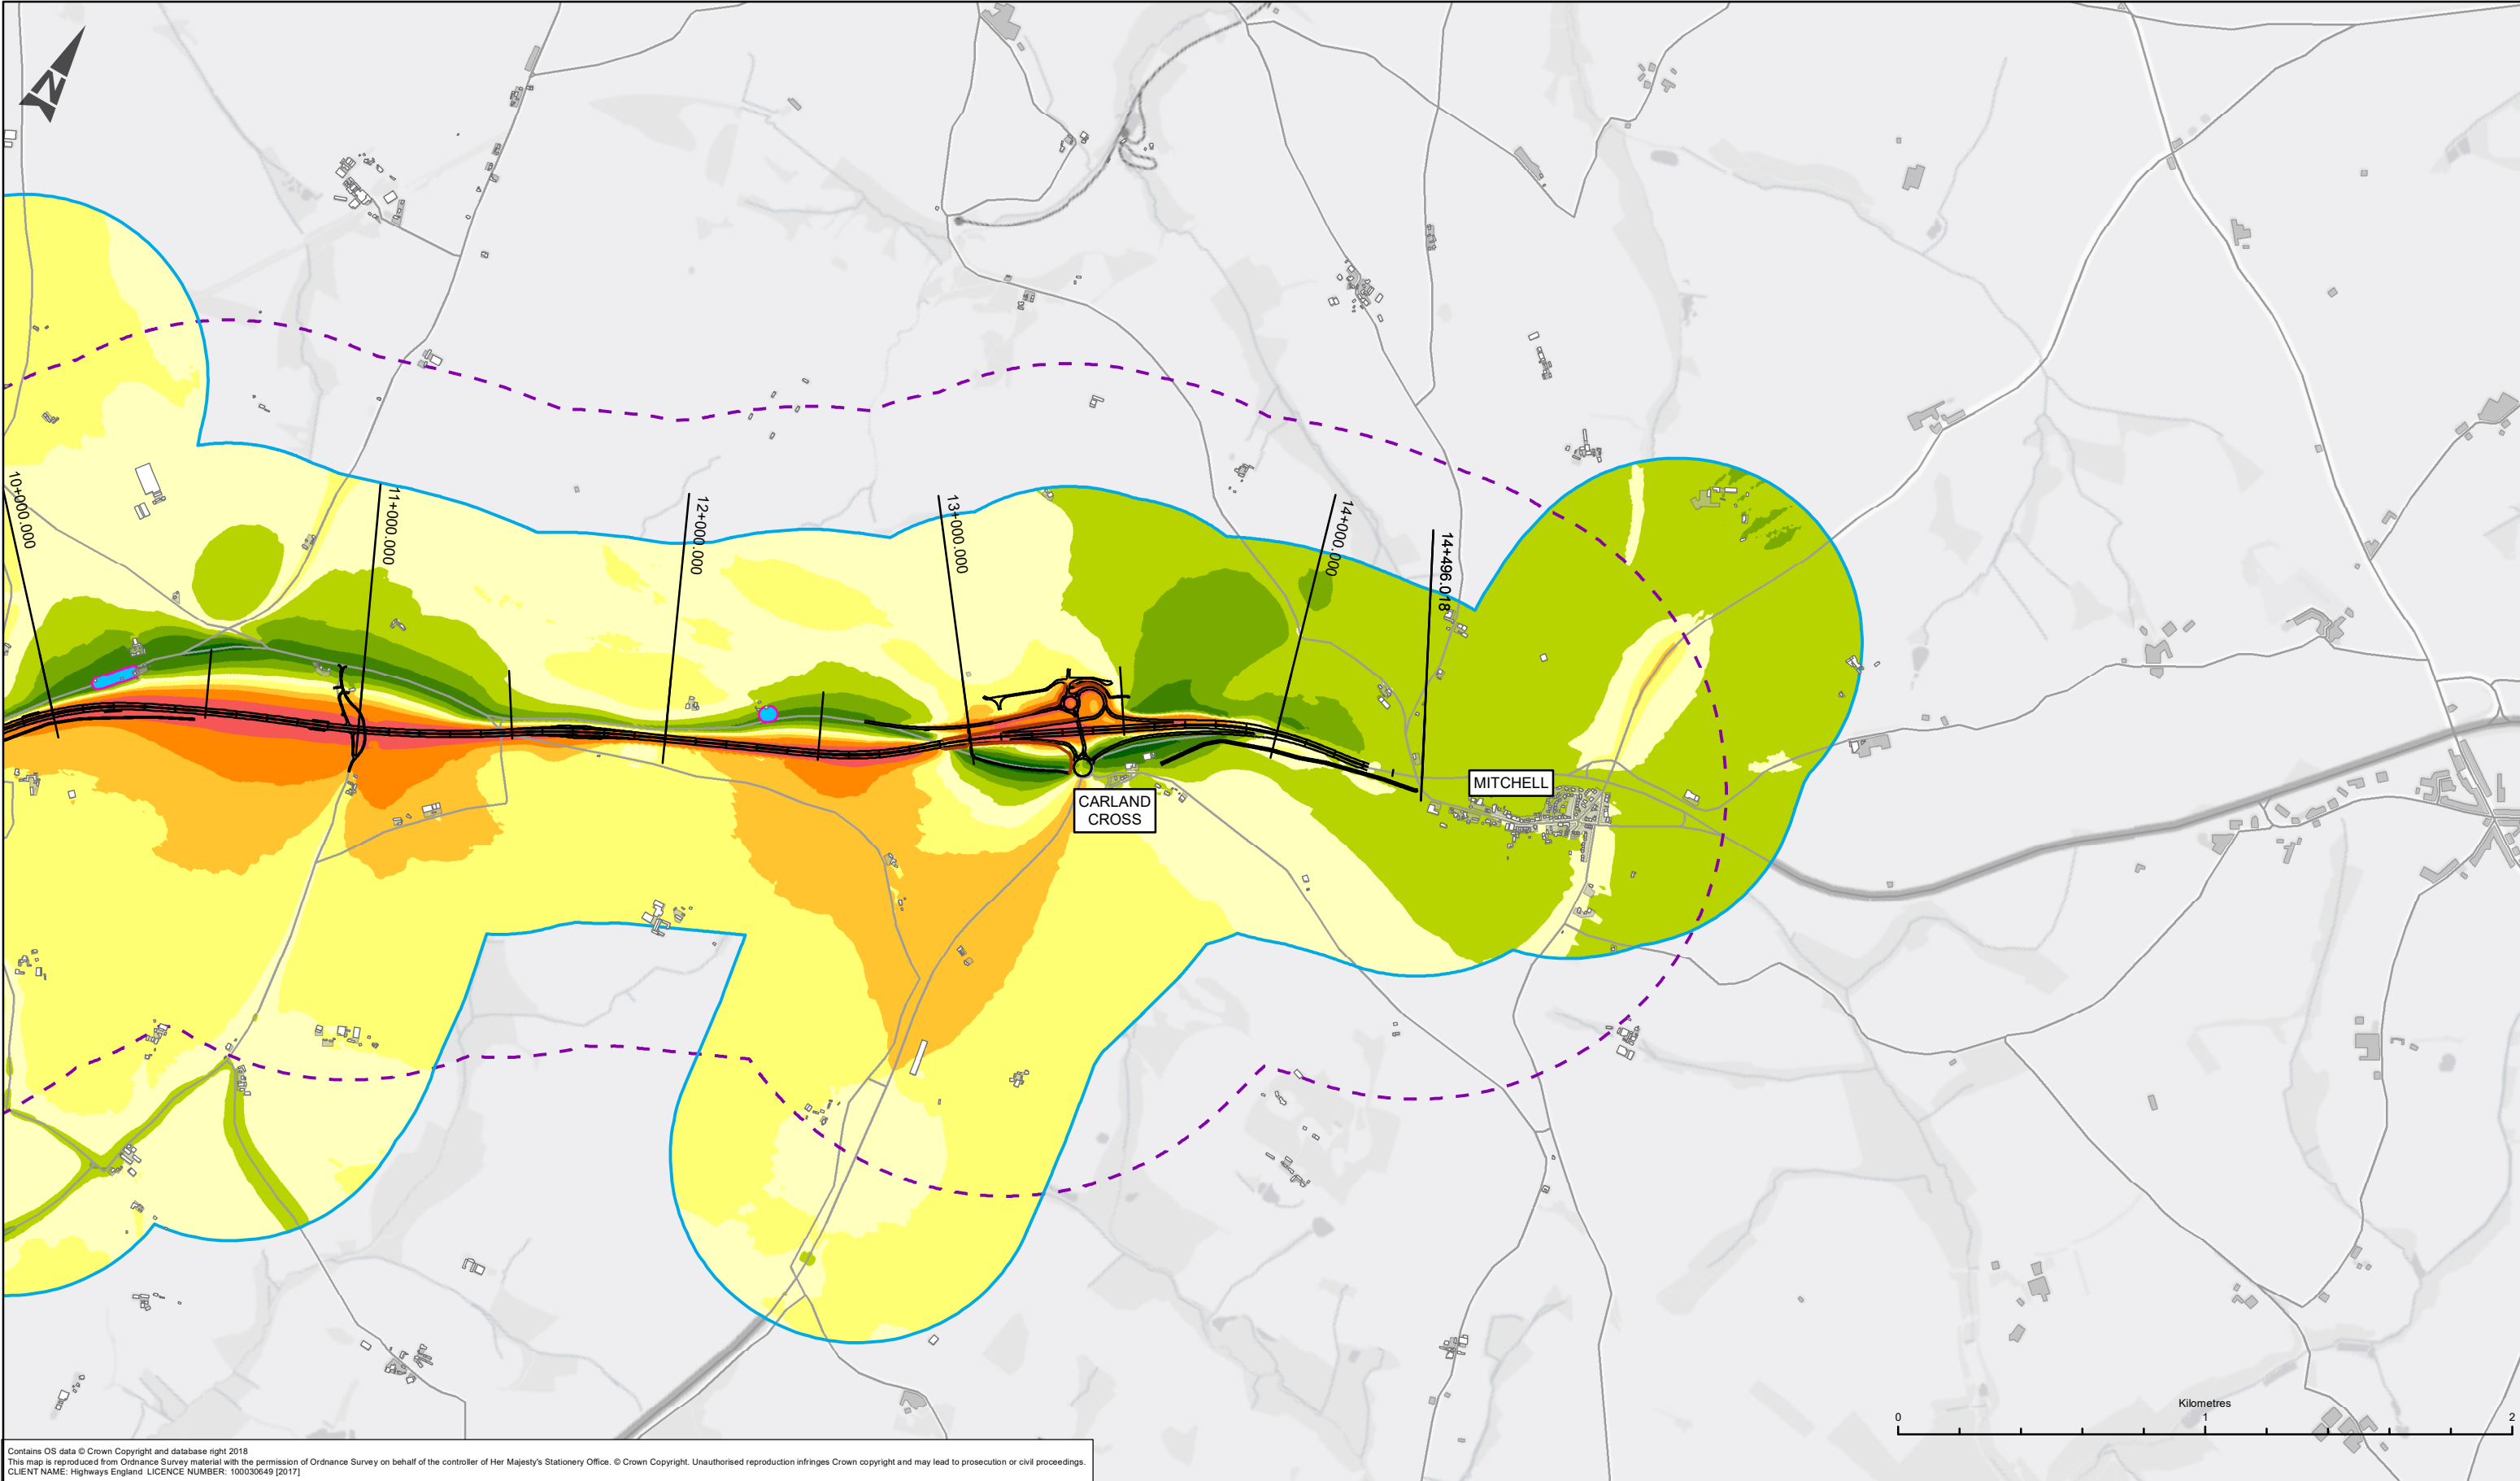 N
10+000.000
11+000.000
12+000.000
13+000.000
14+000.000
14+496.018
MITCHELL
CARLAND
CROSS
Kilometres
0 1 2
Contains OS data © Crown Copyright and database right 2018
This map is reproduced from Ordnance Survey material with the permission of Ordnance Survey on behalf of the controller of Her Majesty's Stationery Office. © Crown Copyright. Unauthorised reproduction infringes Crown copyright and may lead to prosecution or civil proceedings.
CLIENT NAME: Highways England LICENCE NUMBER: 100030649 [2017]